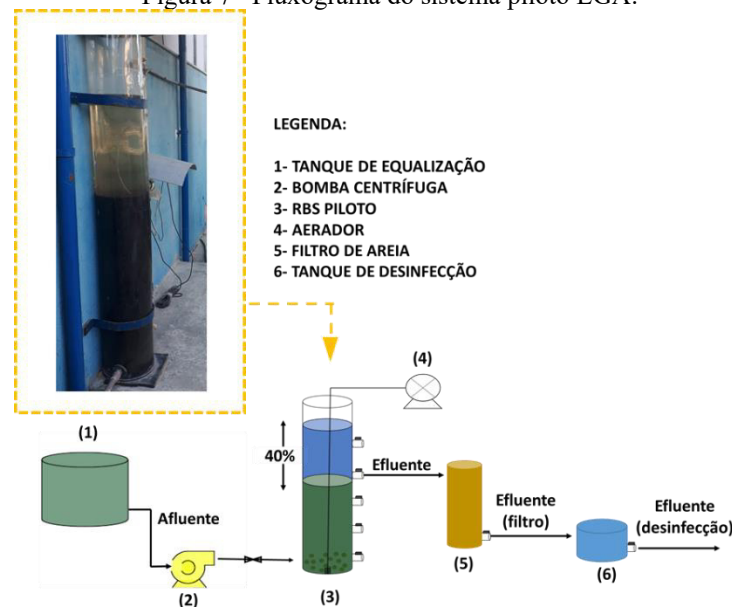 Figura 7 - Fluxograma do sistema piloto LGA.
LEGENDA:
1- TANQUE DE EQUALIZAÇÃO
2- BOMBA CENTRÍFUGA
3- RBS PILOTO
4- AERADOR
5- FILTRO DE AREIA
6- TANQUE DE DESINFECÇÃO
(4)
(1)
40%
Efluente
Afluente
Efluente
(filtro)
Efluente
(desinfecção)
(2)
(3)
(5)
(6)